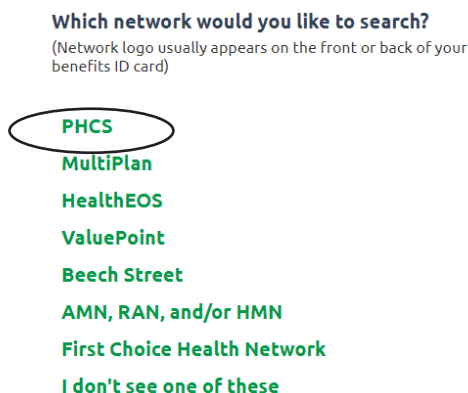 Which network would you like to search?
(Network logo usually appears on the front or back of your
benefits ID card)
PHCS
MultiPlan
HealthEOS
ValuePoint
Beech Street
AMN, RAN, and/or HMN
First Choice Health Network
I don't see one of these